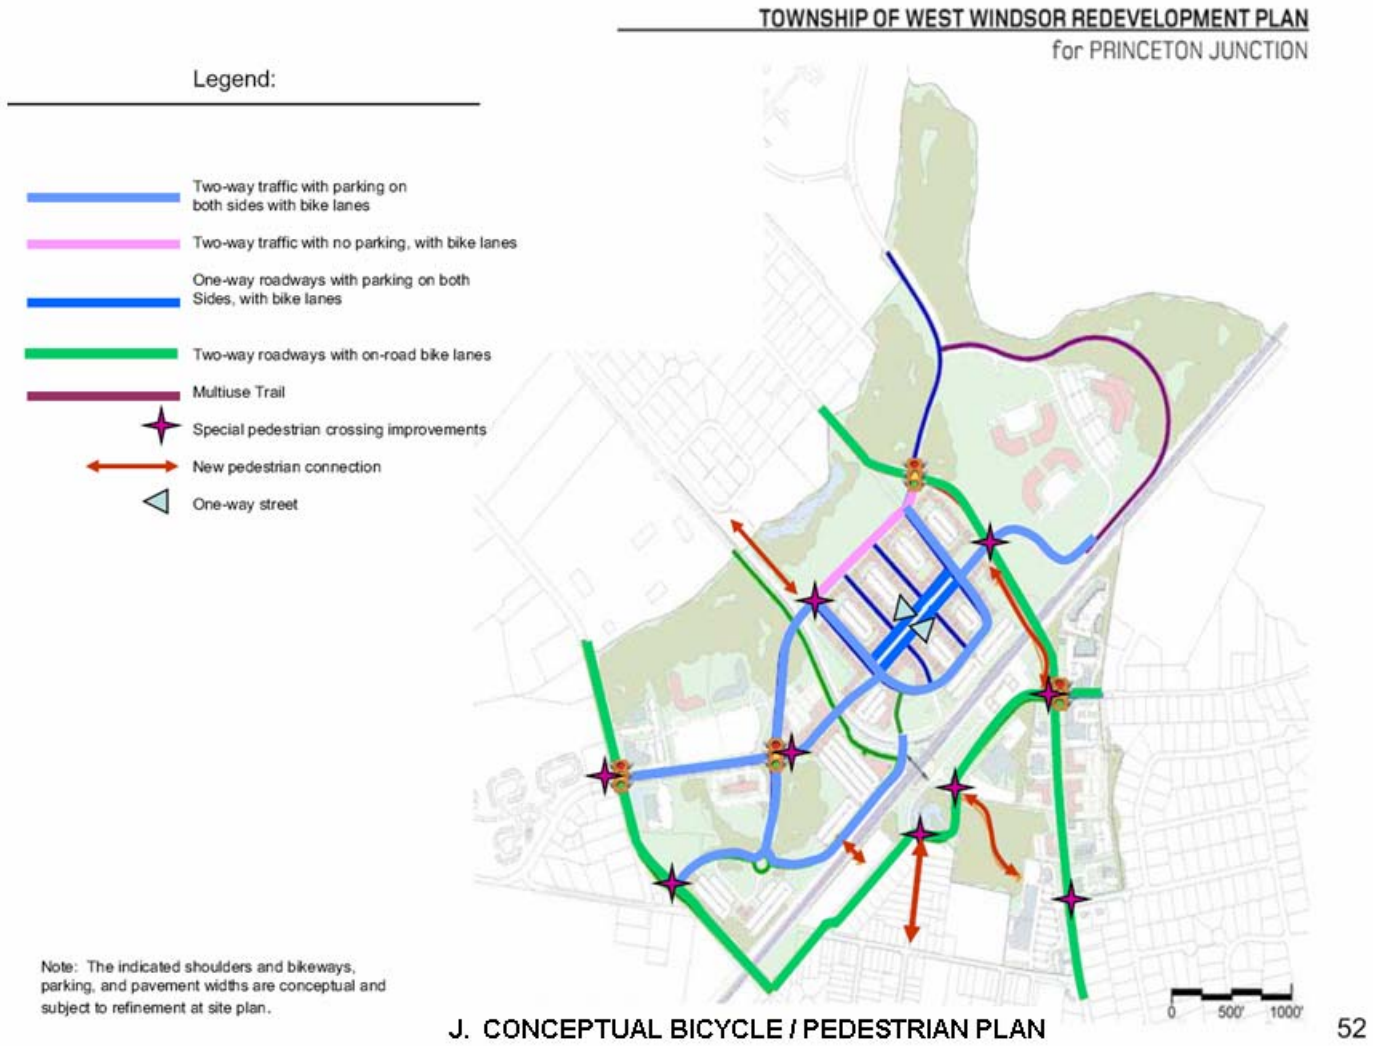 TOWNSHIP OF WEST WINDSOR REDEVELOPMENT PLAN
for PRINCETON JUNCTION
Legend:
Two-way traffic with parking on
both sides with bike lanes
Two-way traffic with no parking, with bike lanes
One-way roadways with parking on both
Sides, with bike lanes
Two-way roadways with on-road bike lanes
Multiuse Trail
Special pedestrian crossing improvements
New pedestrian connection
One-way street
Note: The indicated shoulders and bikeways,
parking, and pavement widths are conceptual and
subject to refinement at site plan.
0 500' 1000'
J. CONCEPTUAL BICYCLE / PEDESTRIAN PLAN
52